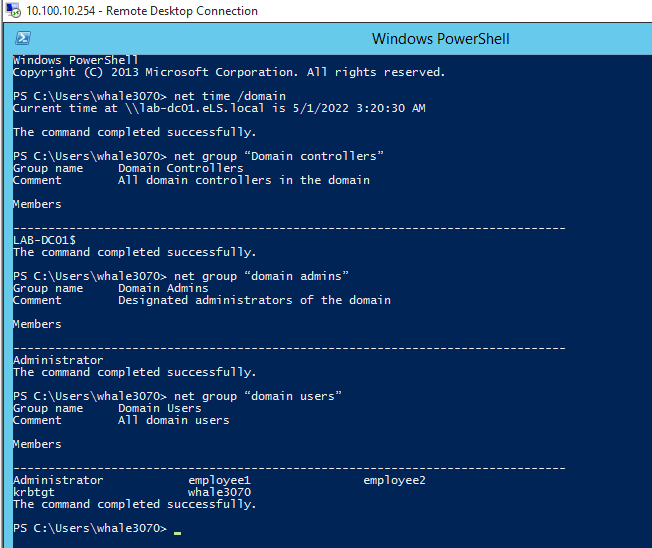 10.100.10.254 - Remote Desktop Connection
Windows PowerShell
Windows PowerShell
Copyright (C) 2013 Microsoft Corporation. All rights reserved.
PS C:\Users\whale3070> net time /domain
Current time at \\lab-dc01.eLS.local is 5/1/2022 3:20:30 AM
The command completed successfully.
PS C:\Users\whale3070> net group “Domain controllers”
Group name     Domain Controllers
Comment        All domain controllers in the domain
Members
-------------------------------------------------------------------------------
LAB-DC01$
The command completed successfully.
PS C:\Users\whale3070> net group “domain admins”
Group name     Domain Admins
Comment        Designated administrators of the domain
Members
-------------------------------------------------------------------------------
Administrator
The command completed successfully.
PS C:\Users\whale3070> net group “domain users”
Group name     Domain Users
Comment        All domain users
Members
-------------------------------------------------------------------------------
Administrator            employee1                employee2
krbtgt                   whale3070
The command completed successfully.
PS C:\Users\whale3070> _